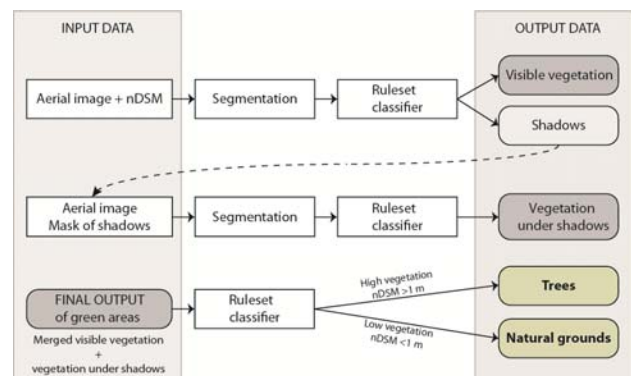 INPUT DATA
OUTPUT DATA
Aerial image + nDSM
Segmentation
Ruleset
classifier
Visible vegetation
Shadows
Aerial image
Mask of shadows
Segmentation
Ruleset
classifier
Vegetation
under shadows
FINAL OUTPUT
of green areas
Merged visible vegetation
+
vegetation under shadows
Ruleset
classifier
High vegetation
nDSM >1 m
Low vegetation
nDSM <1 m
Trees
Natural grounds